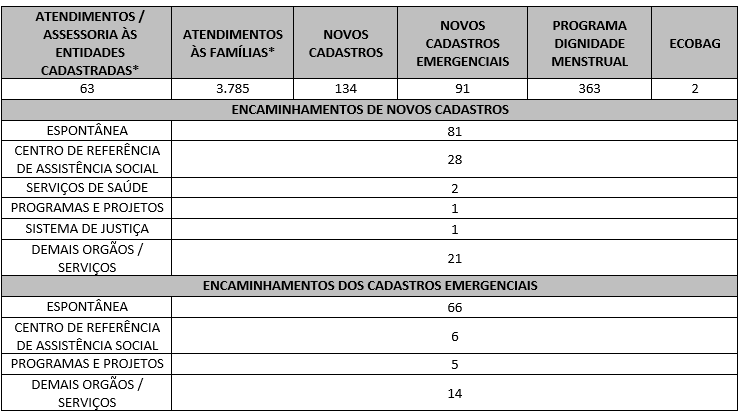 ATENDIMENTOS /
ASSESSORIA ÀS
ENTIDADES
CADASTRADAS*
ATENDIMENTOS
ÀS FAMÍLIAS*
NOVOS
CADASTROS
NOVOS
CADASTROS
EMERGENCIAIS
PROGRAMA
DIGNIDADE
MENSTRUAL
ECOBAG
63
3.785
134
91
363
2
ENCAMINHAMENTOS DE NOVOS CADASTROS
ESPONTÂNEA
81
CENTRO DE REFERÊNCIA
DE ASSISTÊNCIA SOCIAL
28
SERVIÇOS DE SAÚDE
2
PROGRAMAS E PROJETOS
1
SISTEMA DE JUSTIÇA
1
DEMAIS ORGÃOS /
SERVIÇOS
21
ENCAMINHAMENTOS DOS CADASTROS EMERGENCIAIS
ESPONTÂNEA
66
CENTRO DE REFERÊNCIA
DE ASSISTÊNCIA SOCIAL
6
PROGRAMAS E PROJETOS
5
DEMAIS ORGÃOS /
SERVIÇOS
14